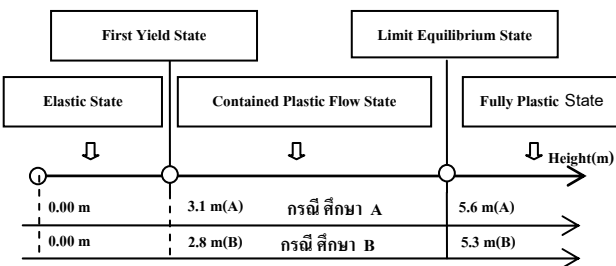 First Yield State
Limit Equilibrium State
Elastic State
Contained Plastic Flow State
Fully Plastic State
Height(m)
0.00 m
3.1 m(A)
กรณี ศึกษา A
5.6 m(A)
0.00 m
2.8 m(B)
กรณี ศึกษา B
5.3 m(B)